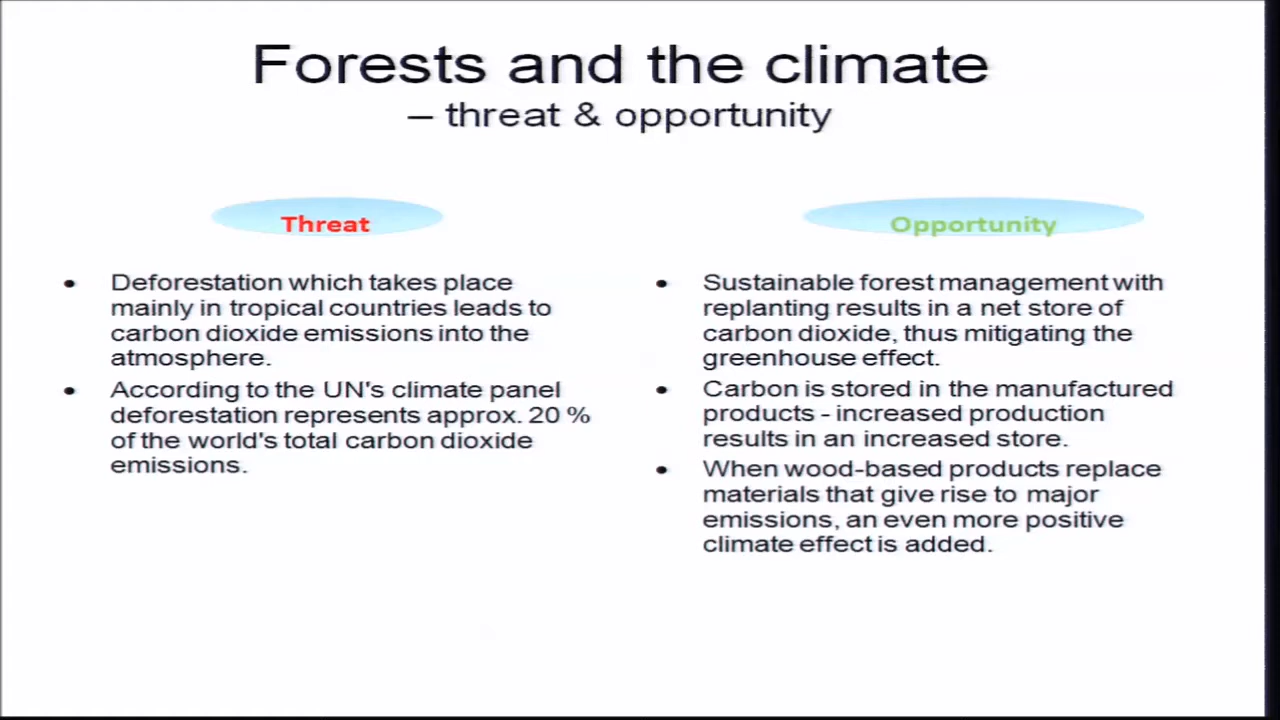 Forests and the climate
– threat & opportunity
Threat
• Deforestation which takes place
mainly in tropical countries leads to
carbon dioxide emissions into the
atmosphere.
• According to the UN's climate panel
deforestation represents approx. 20 %
of the world's total carbon dioxide
emissions.
Opportunity
• Sustainable forest management with
replanting results in a net store of
carbon dioxide, thus mitigating the
greenhouse effect.
• Carbon is stored in the manufactured
products - increased production
results in an increased store.
• When wood-based products replace
materials that give rise to major
emissions, an even more positive
climate effect is added.